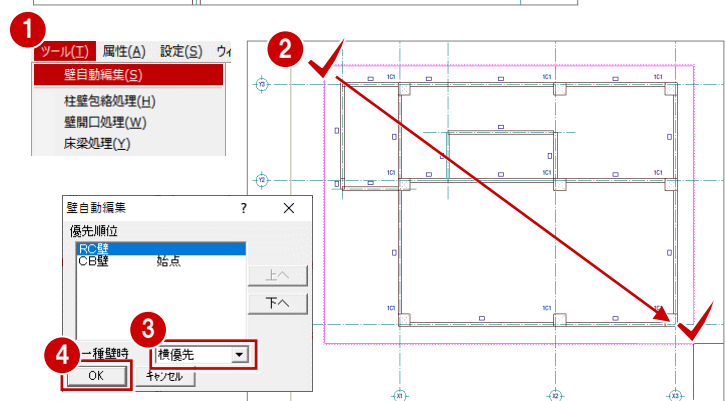 1
ツール(T) 属性(A) 設定(S) ウィ
壁自動編集(S)
柱壁包絡処理(H)
壁開口処理(W)
床梁処理(Y)
2
1C1 1C1 1C1
Y3
Y2
1C1 1C1 1C1
1C1 1C1 1C1
X1 X2 X3
壁自動編集 ? ×
優先順位
RC壁
CB壁 始点
上へ
下へ
3
一種壁時 横優先
4
OK キャンセル